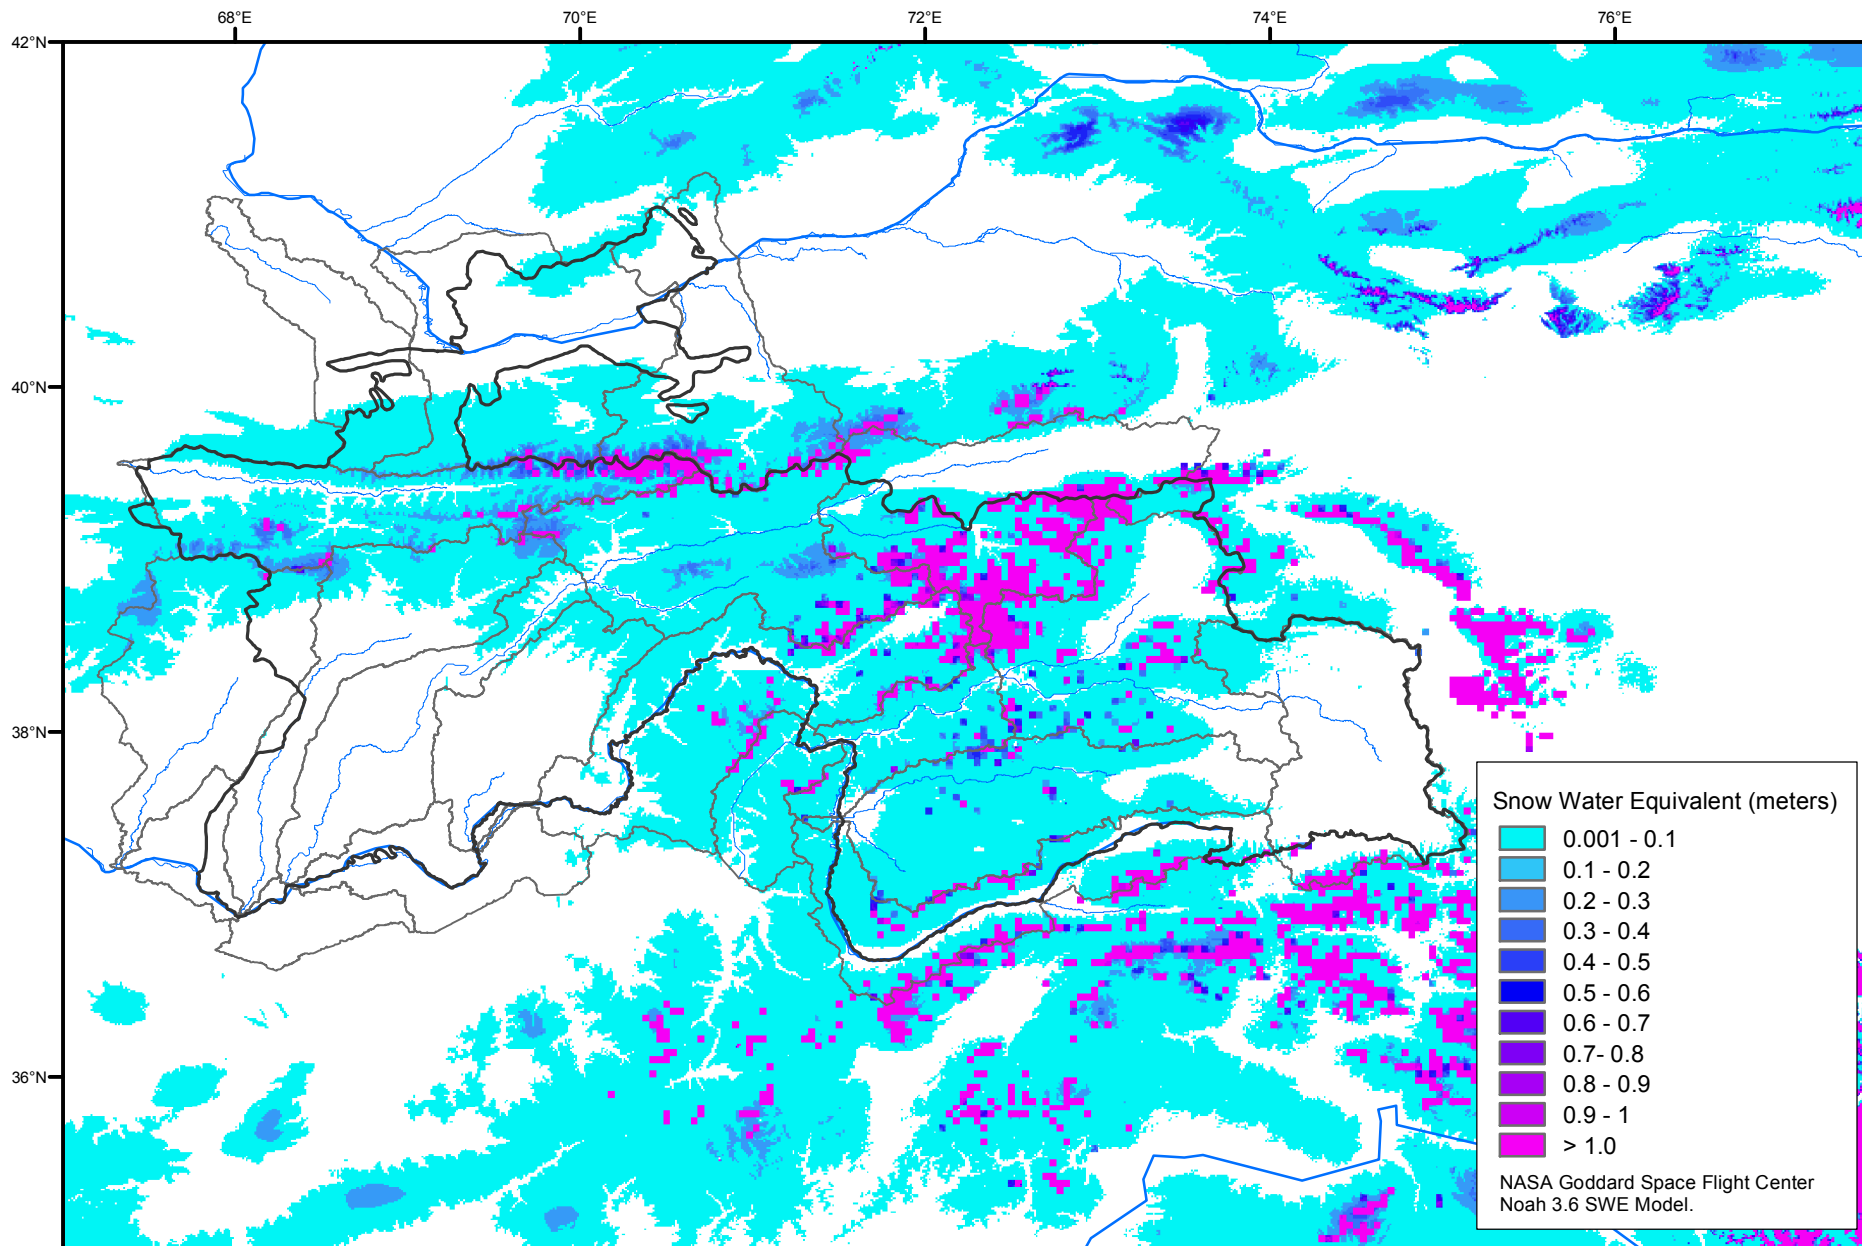 68°E 70°E 72°E 74°E 76°E
42°N
40°N
38°N
36°N
Snow Water Equivalent (meters)
0.001 - 0.1
0.1 - 0.2
0.2 - 0.3
0.3 - 0.4
0.4 - 0.5
0.5 - 0.6
0.6 - 0.7
0.7- 0.8
0.8 - 0.9
0.9 - 1
> 1.0
NASA Goddard Space Flight Center
Noah 3.6 SWE Model.